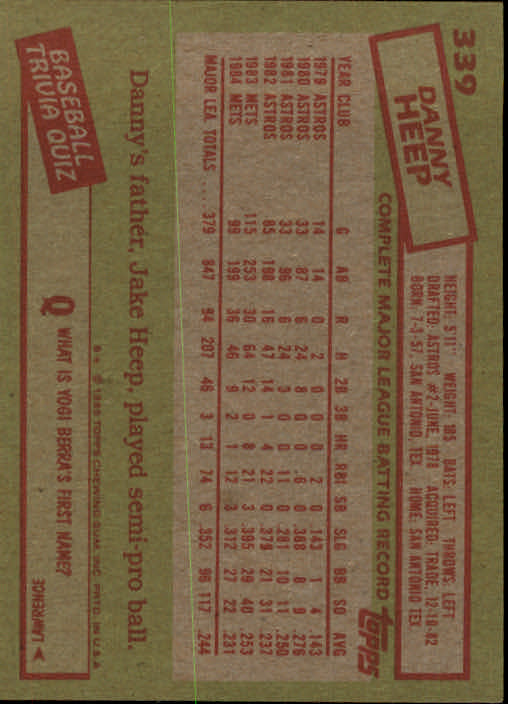 339
DANNY
HEEP
HEIGHT: 5'11" WEIGHT: 185 BATS: LEFT THROWS: LEFT
DRAFTED: ASTROS #2-JUNE, 1978 ACQUIRED: TRADE, 12-10-82
BORN: 7-3-57, SAN ANTONIO, TEX. HOME: SAN ANTONIO, TEX.
COMPLETE MAJOR LEAGUE BATTING RECORD
topps
YEAR CLUB G AB R H 2B 3B HR RBI SB SLG BB SO AVG
1979 ASTROS 14 14 0 2 0 0 0 2 0 .143 1 4 .143
1980 ASTROS 33 87 6 24 8 0 0 6 0 .368 8 9 .276
1981 ASTROS 33 96 6 24 3 0 0 11 0 .281 10 11 .250
1982 ASTROS 85 198 16 47 14 1 4 22 0 .379 21 31 .237
1983 METS 115 253 30 64 12 0 8 21 3 .395 29 40 .253
1984 METS 99 199 36 46 9 2 1 12 3 .312 27 22 .231
MAJOR LEA. TOTALS .... 379 847 94 207 46 3 13 74 6 .352 96 117 .244
Danny's father, Jake Heep, played semi-pro ball.
© 1985 TOPPS CHEWING GUM, INC. PRTD. IN U.S.A.
BASEBALL
TRIVIA QUIZ
Q WHAT IS YOGI BERRA'S FIRST NAME?
LAWRENCE